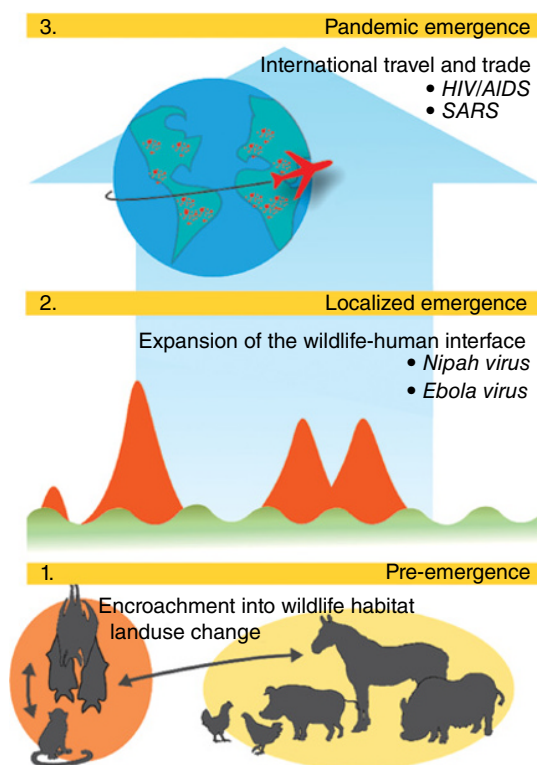 3. Pandemic emergence
International travel and trade
• HIV/AIDS
• SARS
2. Localized emergence
Expansion of the wildlife-human interface
• Nipah virus
• Ebola virus
1. Pre-emergence
Encroachment into wildlife habitat
landuse change